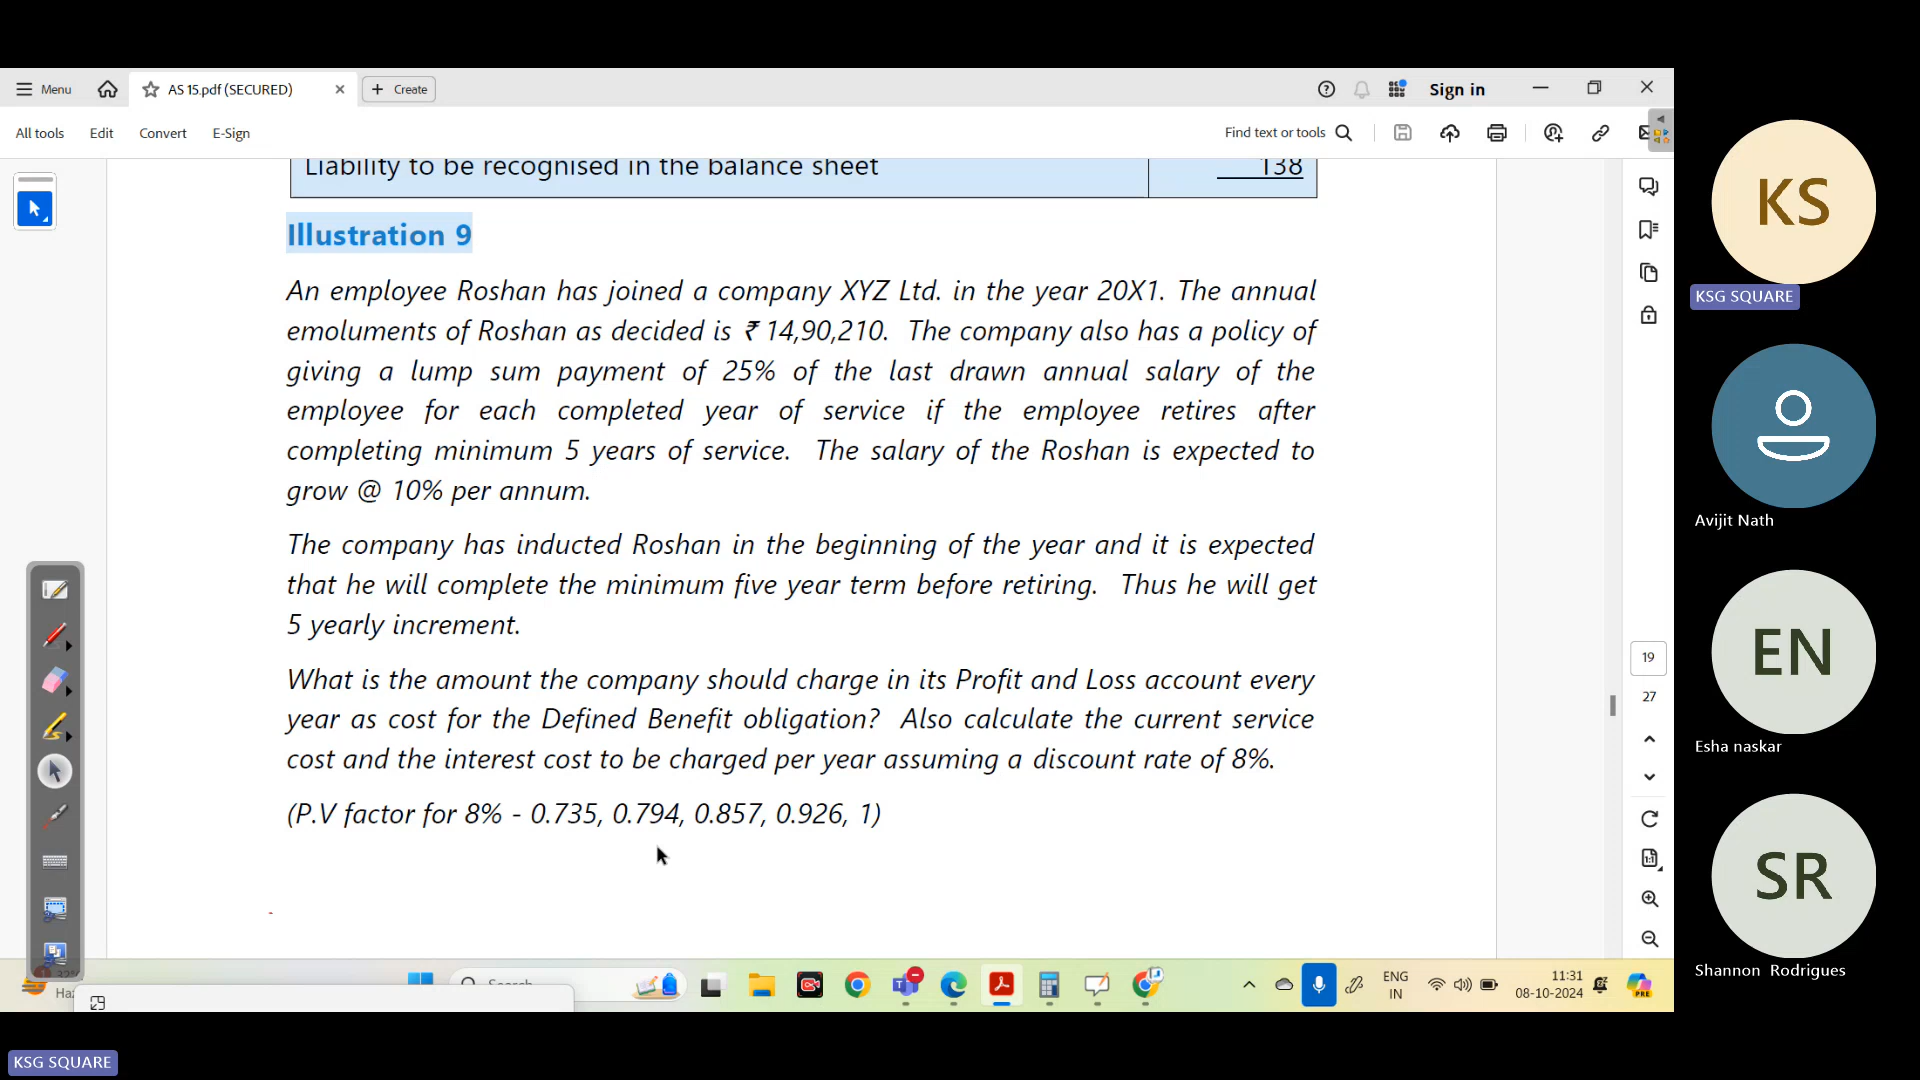 Menu
AS 15.pdf (SECURED)
Create
Sign in
All tools
Edit
Convert
E-Sign
Find text or tools
Liability to be recognised in the balance sheet 138
Illustration 9
An employee Roshan has joined a company XYZ Ltd. in the year 20X1. The annual
emoluments of Roshan as decided is ₹ 14,90,210. The company also has a policy of
giving a lump sum payment of 25% of the last drawn annual salary of the
employee for each completed year of service if the employee retires after
completing minimum 5 years of service. The salary of the Roshan is expected to
grow @ 10% per annum.
The company has inducted Roshan in the beginning of the year and it is expected
that he will complete the minimum five year term before retiring. Thus he will get
5 yearly increment.
What is the amount the company should charge in its Profit and Loss account every
year as cost for the Defined Benefit obligation? Also calculate the current service
cost and the interest cost to be charged per year assuming a discount rate of 8%.
(P.V factor for 8% - 0.735, 0.794, 0.857, 0.926, 1)
19
27
1:1
KS
KSG SQUARE
Avijit Nath
EN
Esha naskar
SR
Shannon Rodrigues
32°
Haz
Search
ENG
IN
11:31
08-10-2024
PRE
KSG SQUARE